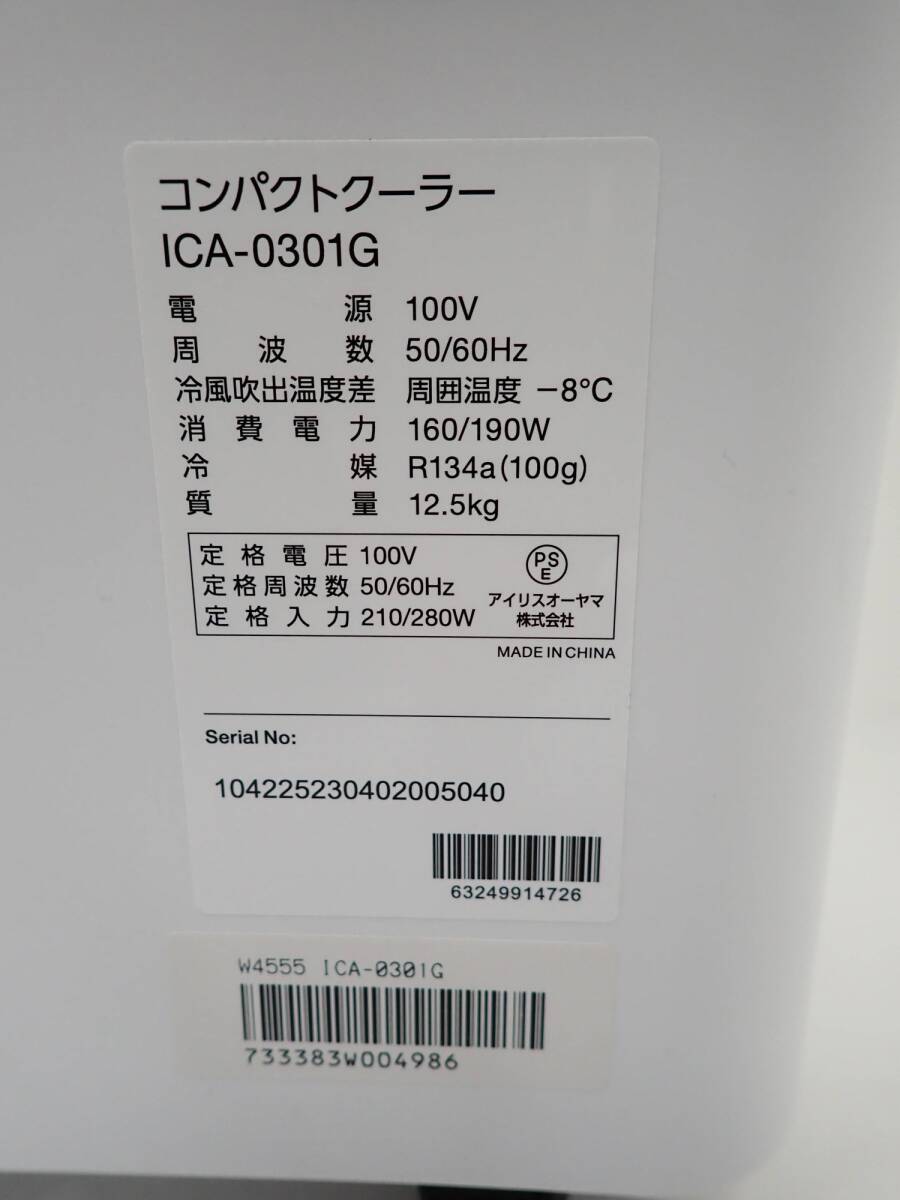 コンパクトクーラー
ICA-0301G
電源 100V
周波数 50/60Hz
冷風吹出温度差 周囲温度 −8℃
消費電力 160/190W
冷媒 R134a(100g)
質量 12.5kg
定格電圧 100V
定格周波数 50/60Hz
定格入力 210/280W
PS
E
アイリスオーヤマ
株式会社
MADE IN CHINA
Serial No:
104225230402005040
63249914726
W4555 ICA-0301G
733383W004986